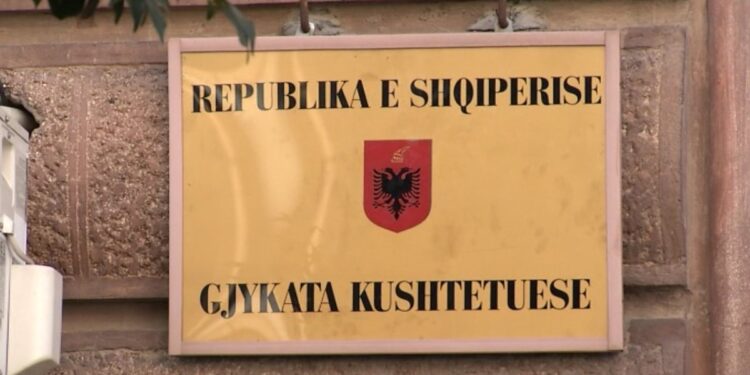 REPUBLIKA E SHQIPERISE
GJYKATA KUSHTETUESE